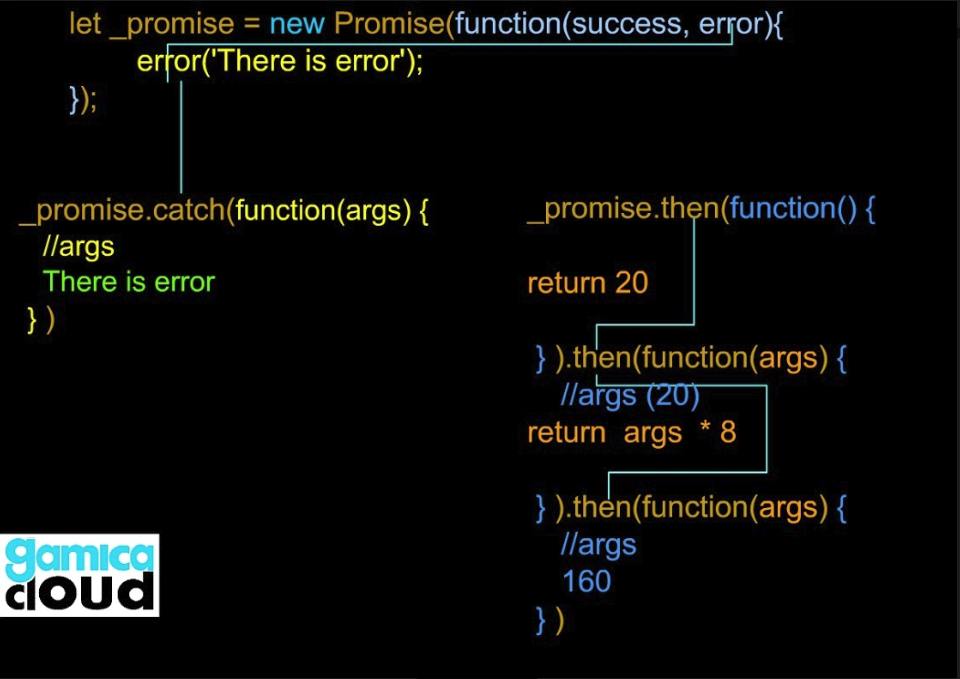 let _promise = new Promise(function(success, error){
error('There is error');
});
_promise.catch(function(args) {
//args
There is error
} )
_promise.then(function() {
return 20
} ).then(function(args) {
//args (20)
return args * 8
} ).then(function(args) {
//args
160
} )
gamica
cloud